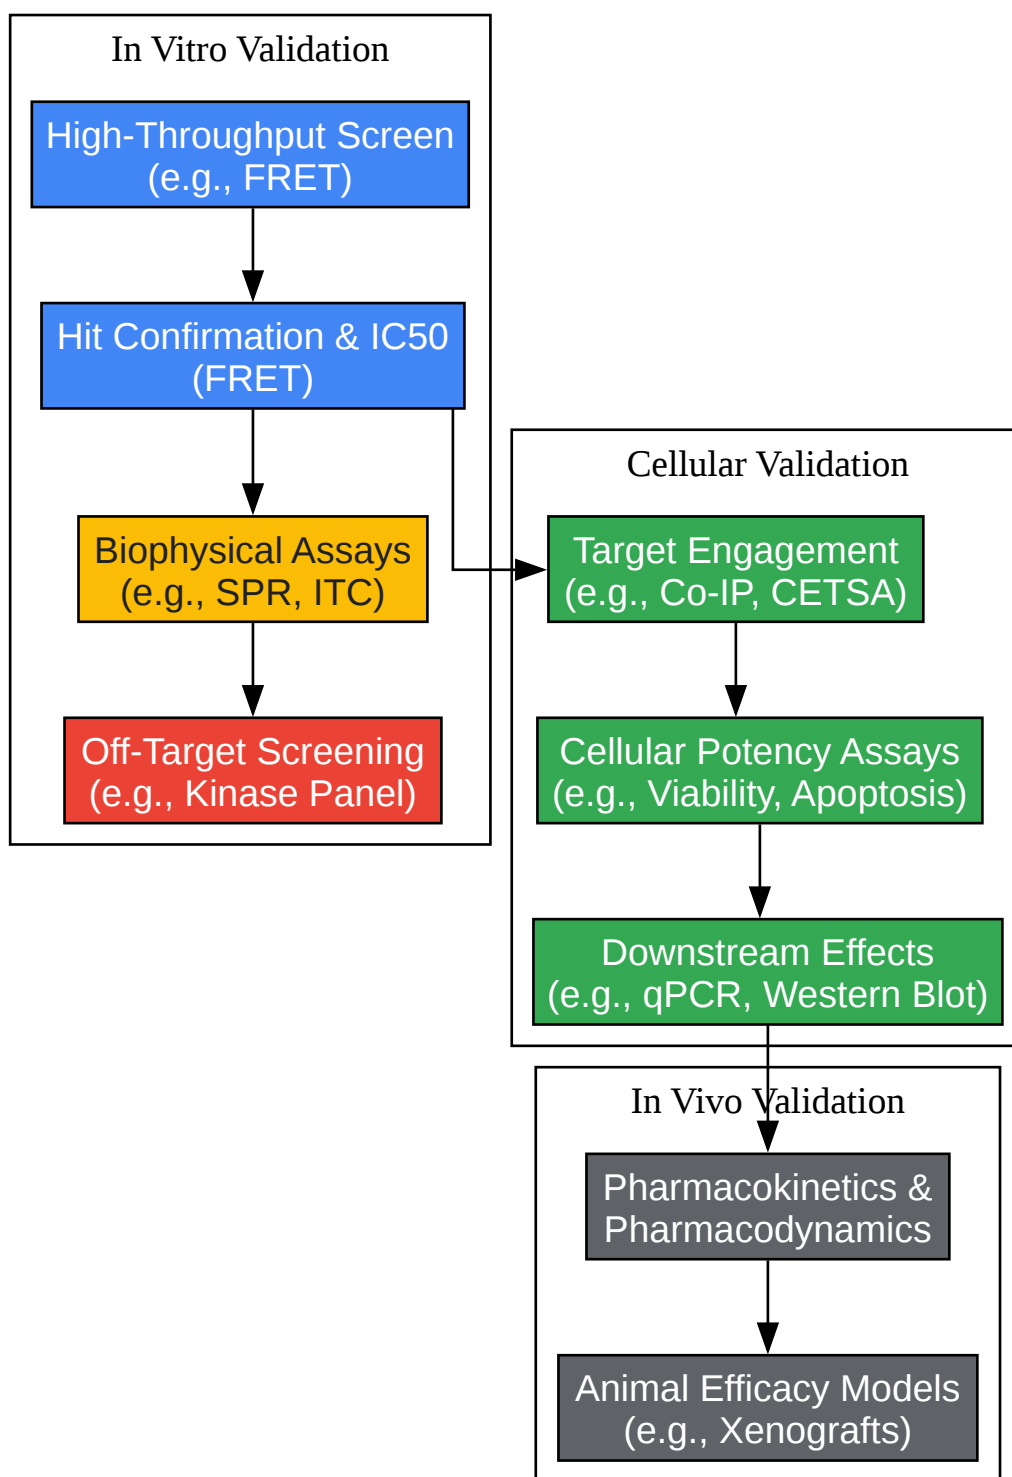 In Vitro Validation
High-Throughput Screen
(e.g., FRET)
Hit Confirmation & IC50
(FRET)
Biophysical Assays
(e.g., SPR, ITC)
Off-Target Screening
(e.g., Kinase Panel)
Cellular Validation
Target Engagement
(e.g., Co-IP, CETSA)
Cellular Potency Assays
(e.g., Viability, Apoptosis)
Downstream Effects
(e.g., qPCR, Western Blot)
In Vivo Validation
Pharmacokinetics &
Pharmacodynamics
Animal Efficacy Models
(e.g., Xenografts)